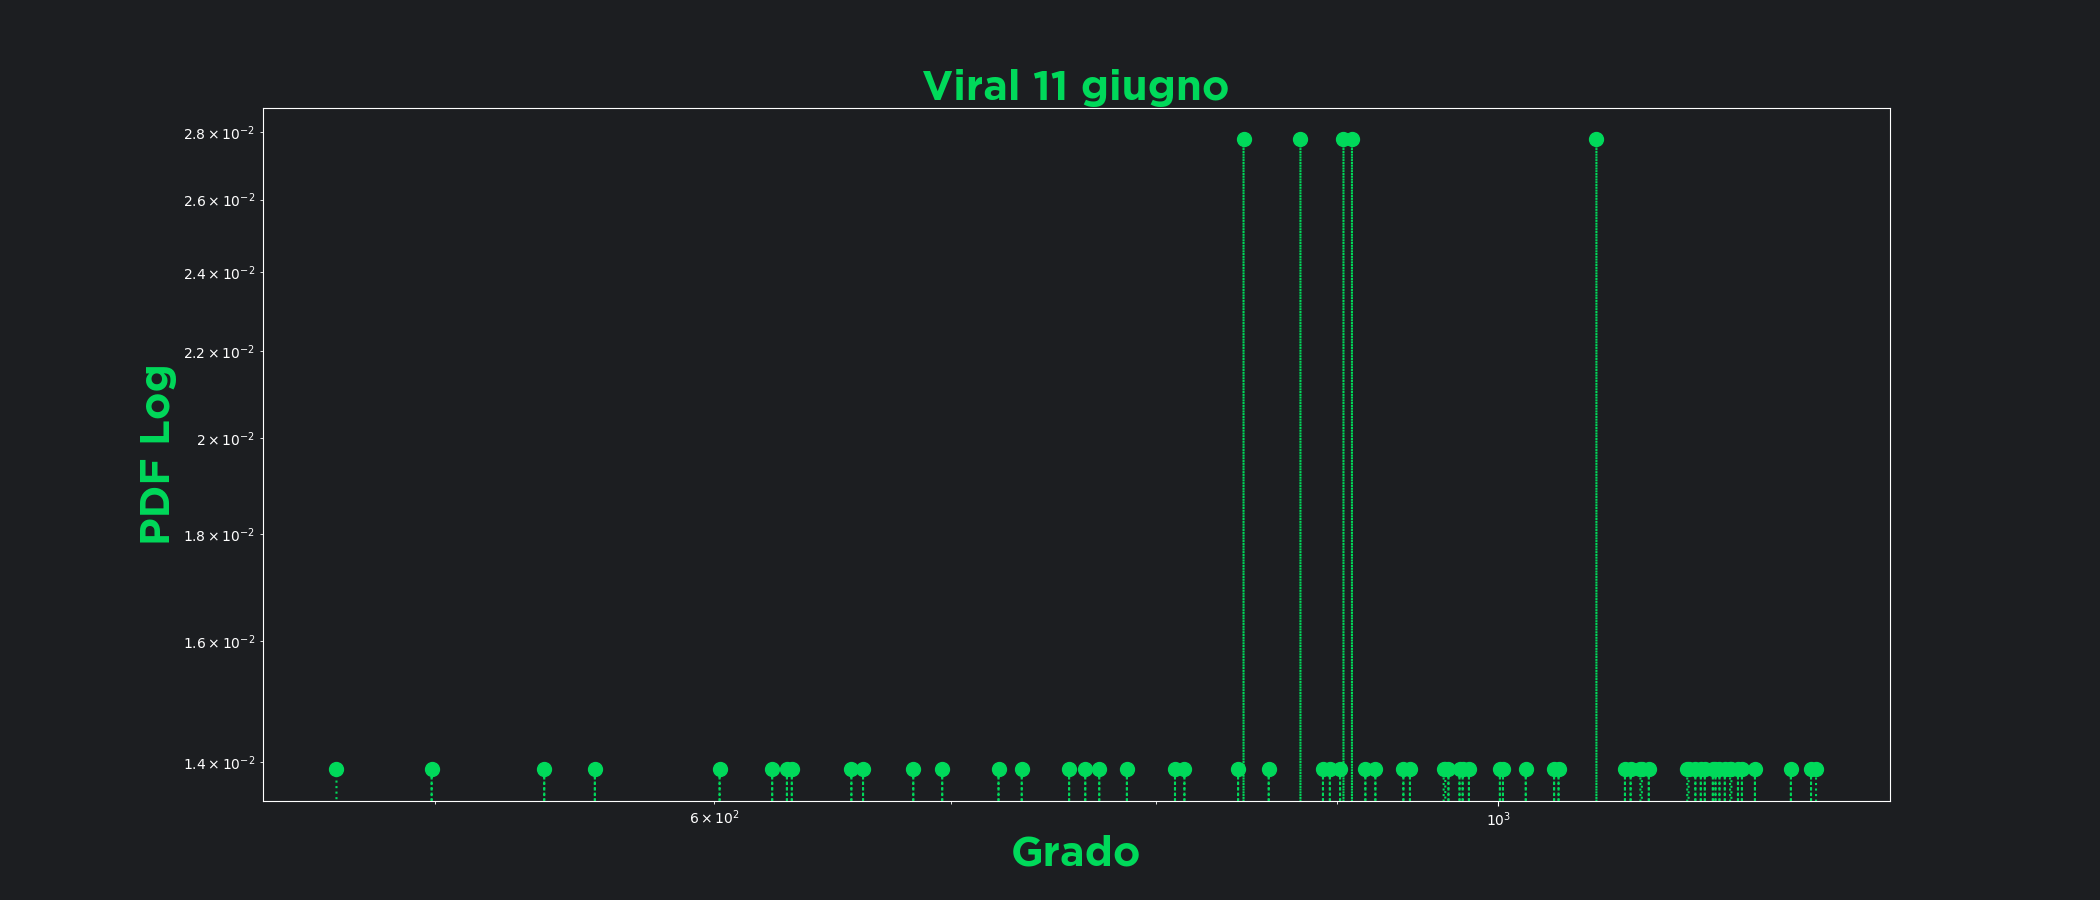 Viral 11 giugno
2.8 × 10⁻²
2.6 × 10⁻²
2.4 × 10⁻²
2.2 × 10⁻²
2 × 10⁻²
1.8 × 10⁻²
1.6 × 10⁻²
1.4 × 10⁻²
PDF Log
6 × 10²
10³
Grado